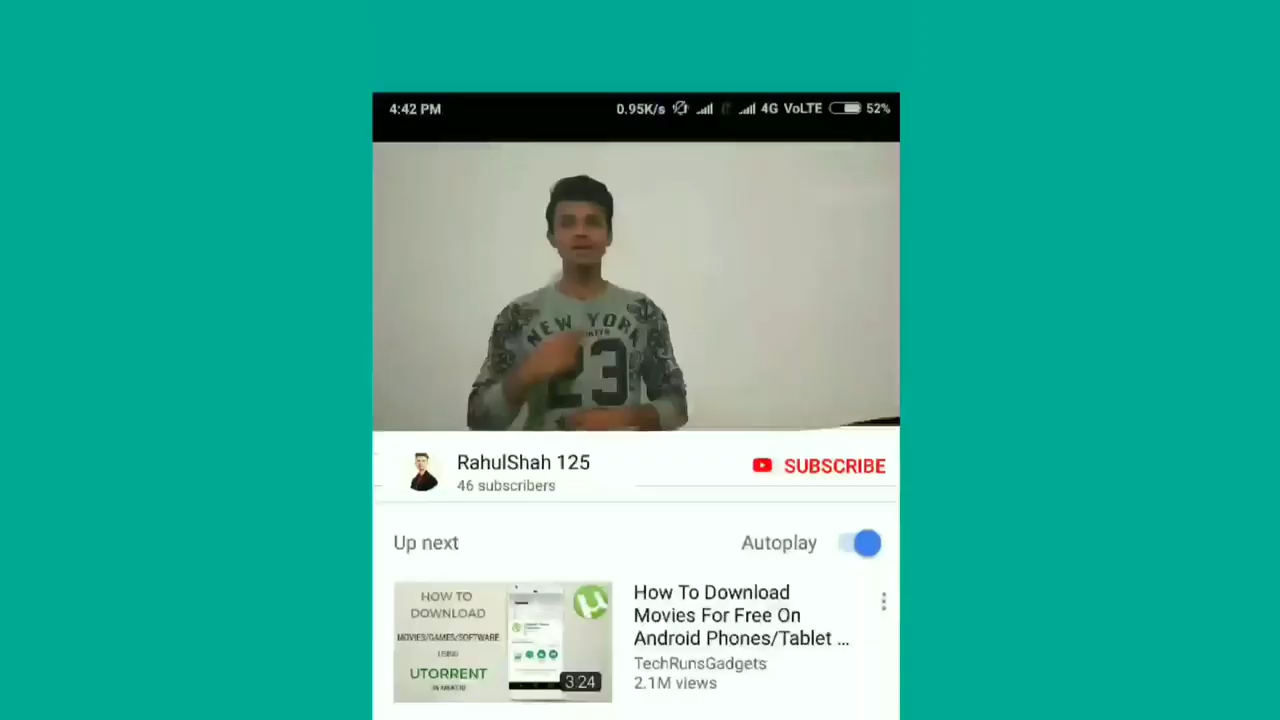 4:42 PM
0.95K/s 4G VoLTE 52%
NEW YORK
23
RahulShah 125
SUBSCRIBE
46 subscribers
Up next
Autoplay
HOW TO
DOWNLOAD
MOVIES/GAMES/SOFTWARE
USING
UTORRENT
3:24
How To Download
Movies For Free On
Android Phones/Tablet ...
TechRunsGadgets
2.1M views